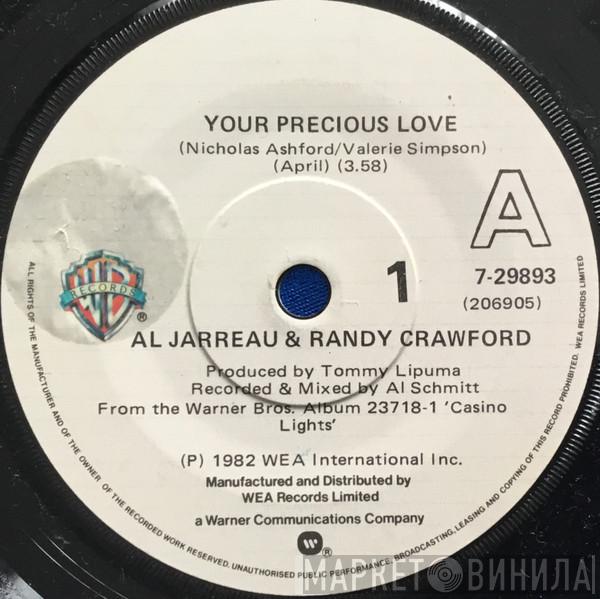 YOUR PRECIOUS LOVE
(Nicholas Ashford/Valerie Simpson)
(April) (3.58)
A
1
7-29893
(206905)
WB
RECORDS
®
AL JARREAU & RANDY CRAWFORD
Produced by Tommy Lipuma
Recorded & Mixed by Al Schmitt
From the Warner Bros. Album 23718-1 'Casino
Lights'
(P) 1982 WEA International Inc.
Manufactured and Distributed by
WEA Records Limited
a Warner Communications Company
®
ALL RIGHTS OF THE MANUFACTURER AND OF THE OWNER OF THE RECORDED WORK RESERVED. UNAUTHORISED PUBLIC PERFORMANCE, BROADCASTING, LEASING AND COPYING OF THIS RECORD PROHIBITED. WEA RECORDS LIMITED
МАРКЕТ ВИНИЛА